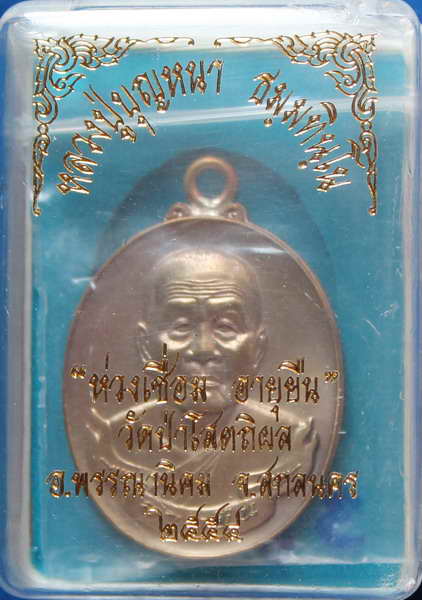 หลวงปู่บุญหนา ธมฺมทินฺโน
"ห่วงเชื่อม อายุยืน"
วัดป่าโสตถิผล
อ.พรรณานิคม จ.สกลนคร
๒๕๕๔